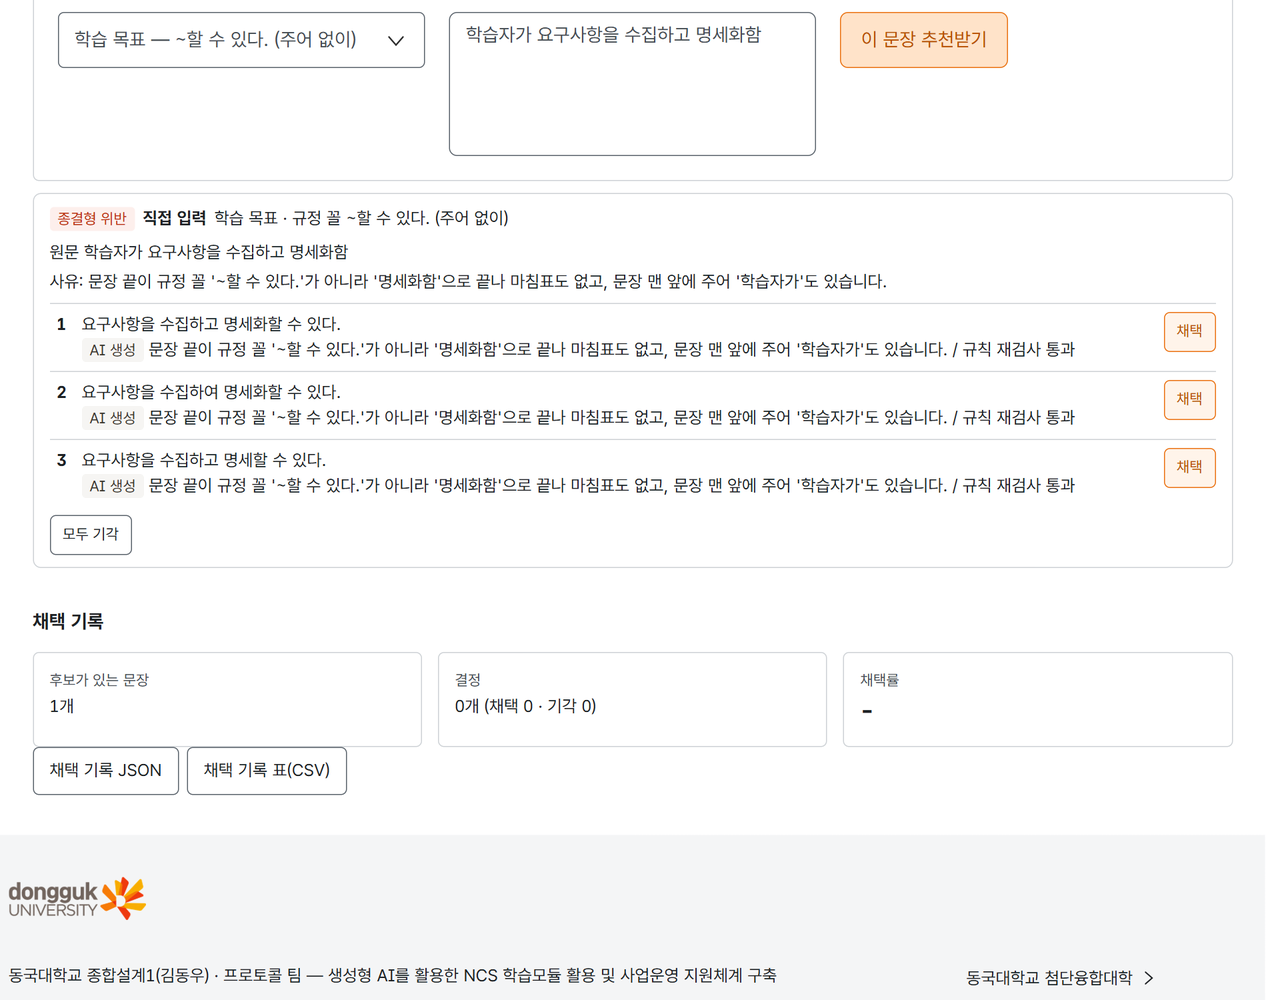 학습 목표 — ~할 수 있다. (주어 없이)
학습자가 요구사항을 수집하고 명세화함
이 문장 추천받기
종결형 위반 직접 입력 학습 목표 · 규정 꼴 ~할 수 있다. (주어 없이)
원문 학습자가 요구사항을 수집하고 명세화함
사유: 문장 끝이 규정 꼴 '~할 수 있다.'가 아니라 '명세화함'으로 끝나 마침표도 없고, 문장 맨 앞에 주어 '학습자가'도 있습니다.
1 요구사항을 수집하고 명세화할 수 있다.
채택
AI 생성 문장 끝이 규정 꼴 '~할 수 있다.'가 아니라 '명세화함'으로 끝나 마침표도 없고, 문장 맨 앞에 주어 '학습자가'도 있습니다. / 규칙 재검사 통과
2 요구사항을 수집하여 명세화할 수 있다.
채택
AI 생성 문장 끝이 규정 꼴 '~할 수 있다.'가 아니라 '명세화함'으로 끝나 마침표도 없고, 문장 맨 앞에 주어 '학습자가'도 있습니다. / 규칙 재검사 통과
3 요구사항을 수집하고 명세할 수 있다.
채택
AI 생성 문장 끝이 규정 꼴 '~할 수 있다.'가 아니라 '명세화함'으로 끝나 마침표도 없고, 문장 맨 앞에 주어 '학습자가'도 있습니다. / 규칙 재검사 통과
모두 기각
채택 기록
후보가 있는 문장
1개
결정
0개 (채택 0 · 기각 0)
채택률
–
채택 기록 JSON
채택 기록 표(CSV)
dongguk
UNIVERSITY
동국대학교 종합설계1(김동우) · 프로토콜 팀 — 생성형 AI를 활용한 NCS 학습모듈 활용 및 사업운영 지원체계 구축
동국대학교 첨단융합대학